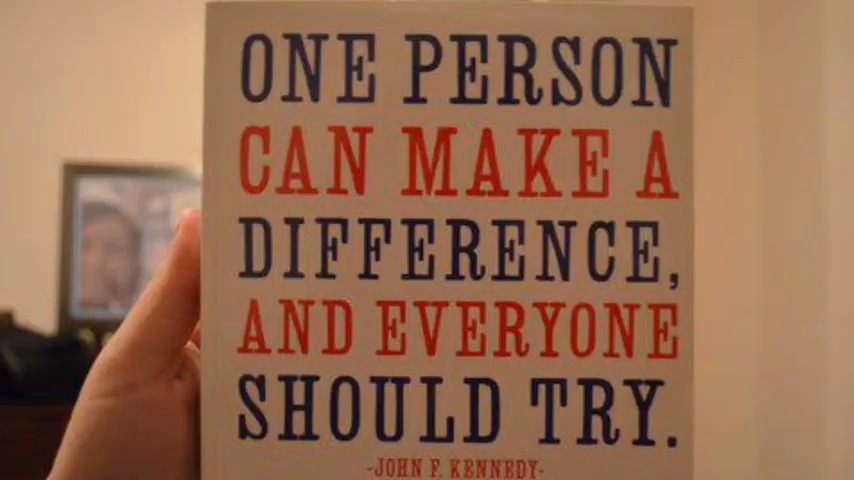 ONE PERSON
CAN MAKE A
DIFFERENCE,
AND EVERYONE
SHOULD TRY.
-JOHN F. KENNEDY-